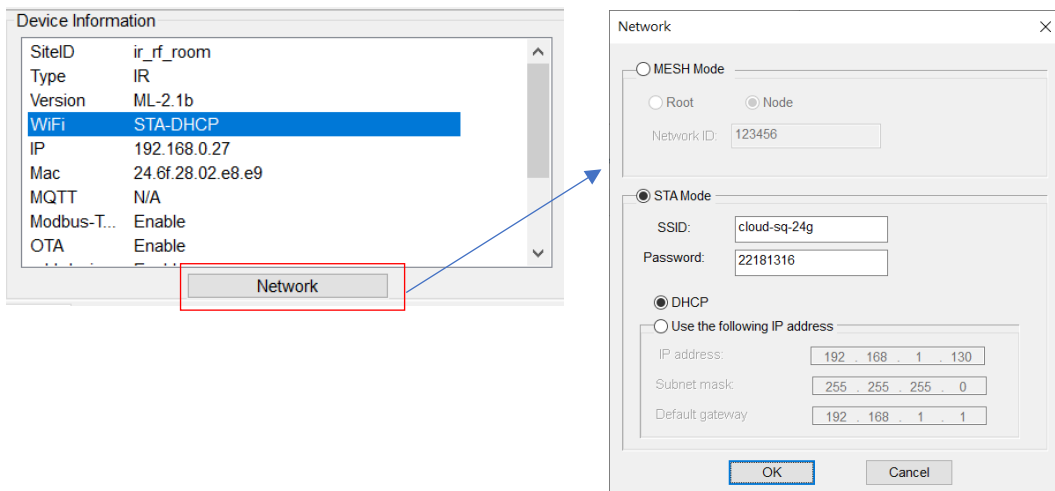 Device Information
SiteID ir_rf_room
Type IR
Version ML-2.1b
WiFi STA-DHCP
IP 192.168.0.27
Mac 24.6f.28.02.e8.e9
MQTT N/A
Modbus-T... Enable
OTA Enable
Network
Network
MESH Mode
Root Node
Network ID: 123456
STA Mode
SSID: cloud-sq-24g
Password: 22181316
DHCP
Use the following IP address
IP address: 192 . 168 . 1 . 130
Subnet mask: 255 . 255 . 255 . 0
Default gateway 192 . 168 . 1 . 1
OK Cancel